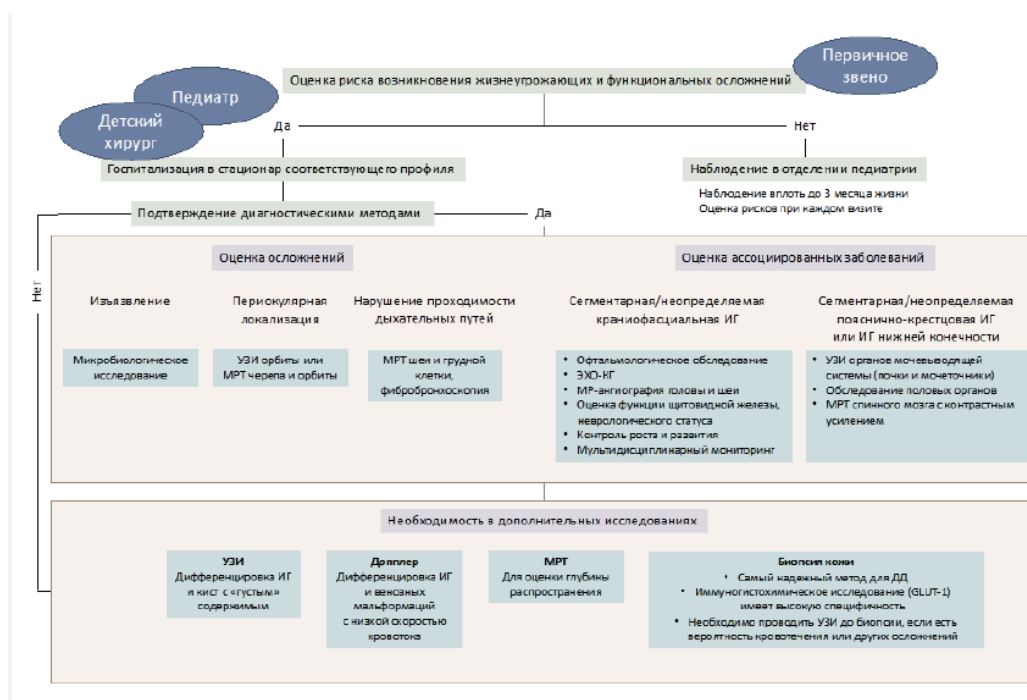 Первичное
звено
Оценка риска возникновения жизнеугрожающих и функциональных осложнений
Педиатр
Детский
хирург
Да
Нет
Госпитализация в стационар соответствующего профиля
Наблюдение в отделении педиатрии
Наблюдение вплоть до 3 месяца жизни
Оценка рисков при каждом визите
Подтверждение диагностическими методами
Да
Нет
Оценка осложнений
Оценка ассоциированных заболеваний
Изъязвление
Микробиологическое
исследование
Периокулярная
локализация
УЗИ орбиты или
МРТ черепа и орбиты
Нарушение проходимости
дыхательных путей
МРТ шеи и грудной
клетки,
фибробронхоскопия
Сегментарная/неопределяемая
краниофасциальная ИГ
• Офтальмологическое обследование
• ЭХО-КГ
• МР-ангиография головы и шеи
• Оценка функции щитовидной железы,
неврологического статуса
• Контроль роста и развития
• Мультидисциплинарный мониторинг
Сегментарная/неопределяемая
пояснично-крестцовая ИГ
или ИГ нижней конечности
• УЗИ органов мочевыводящей
системы (почки и мочеточники)
• Обследование половых органов
• МРТ спинного мозга с контрастным
усилением
Необходимость в дополнительных исследованиях
УЗИ
Дифференцировка ИГ
и кист с «густым»
содержимым
Допплер
Дифференцировка ИГ
и венозных
мальформаций
с низкой скоростью
кровотока
МРТ
Для оценки глубины
распространения
Биопсия кожи
• Самый надежный метод для ДД
• Иммуногистохимическое исследование (GLUT-1)
имеет высокую специфичность
• Необходимо проводить УЗИ до биопсии, если есть
вероятность кровотечения или других осложнений